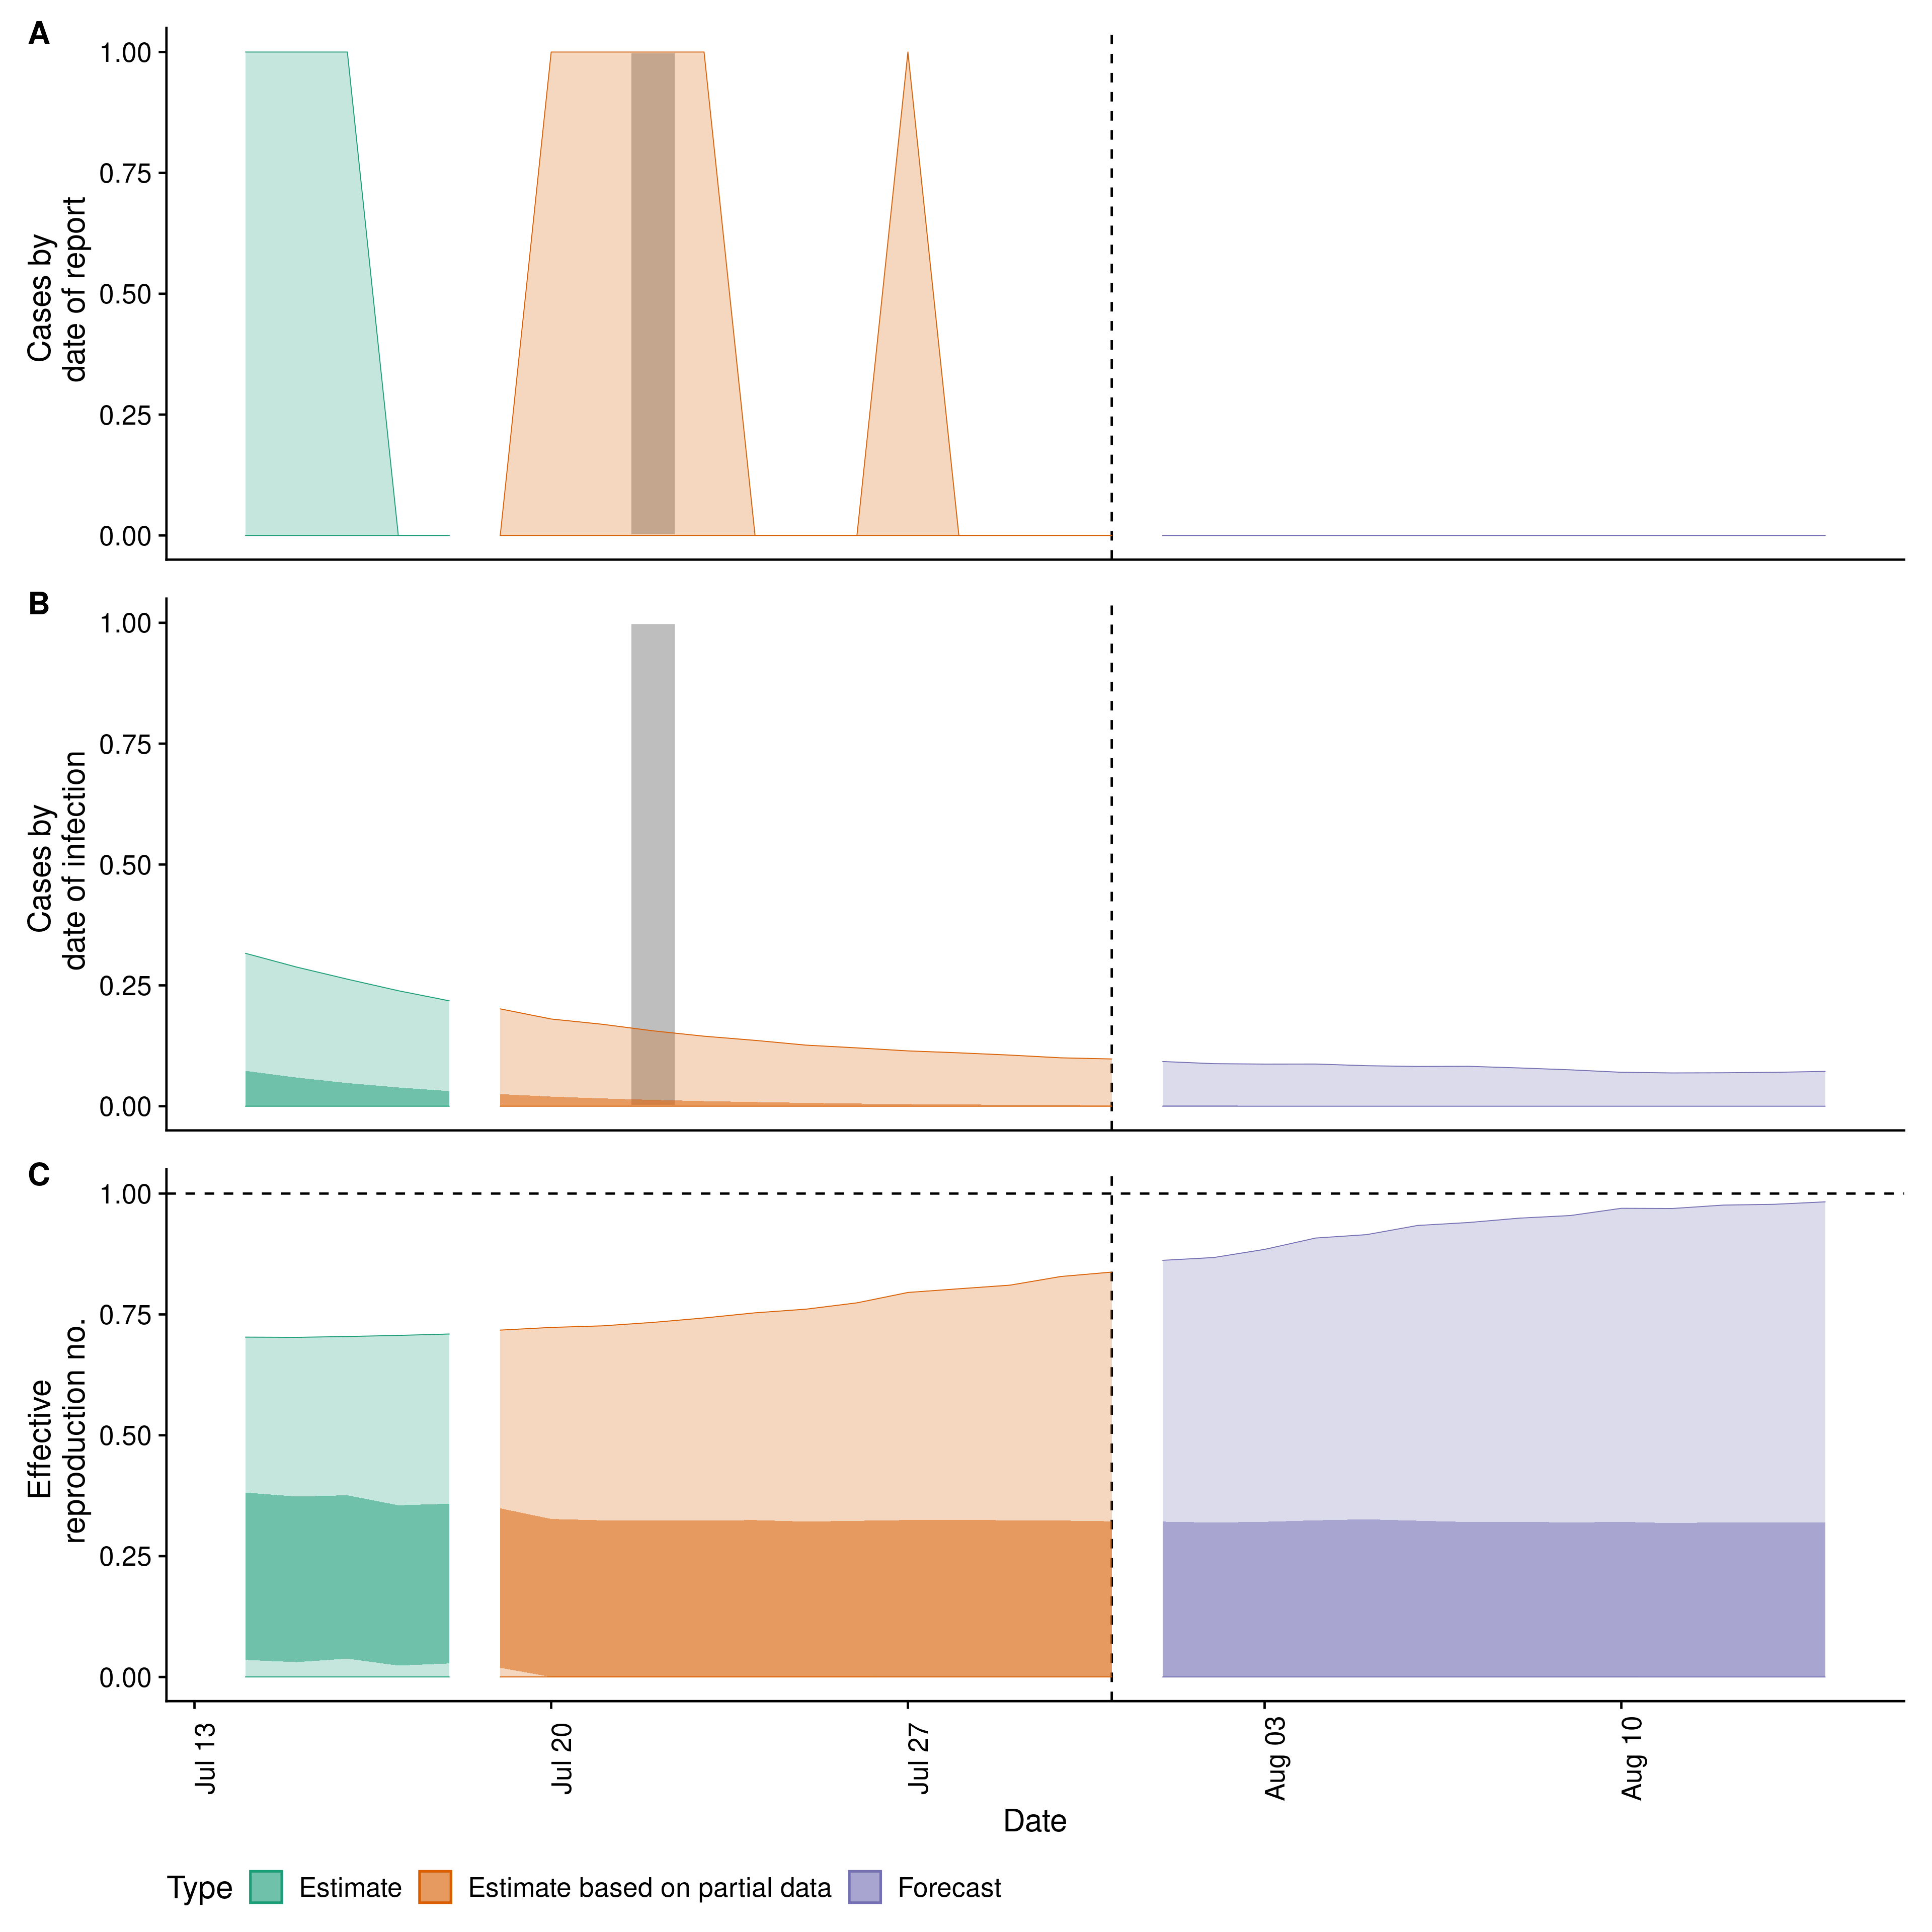 A
1.00
0.75
0.50
0.25
0.00
Cases by
date of report
B
1.00
0.75
0.50
0.25
0.00
Cases by
date of infection
C
1.00
0.75
0.50
0.25
0.00
Effective
reproduction no.
Jul 13
Jul 20
Jul 27
Aug 03
Aug 10
Date
Type Estimate Estimate based on partial data Forecast